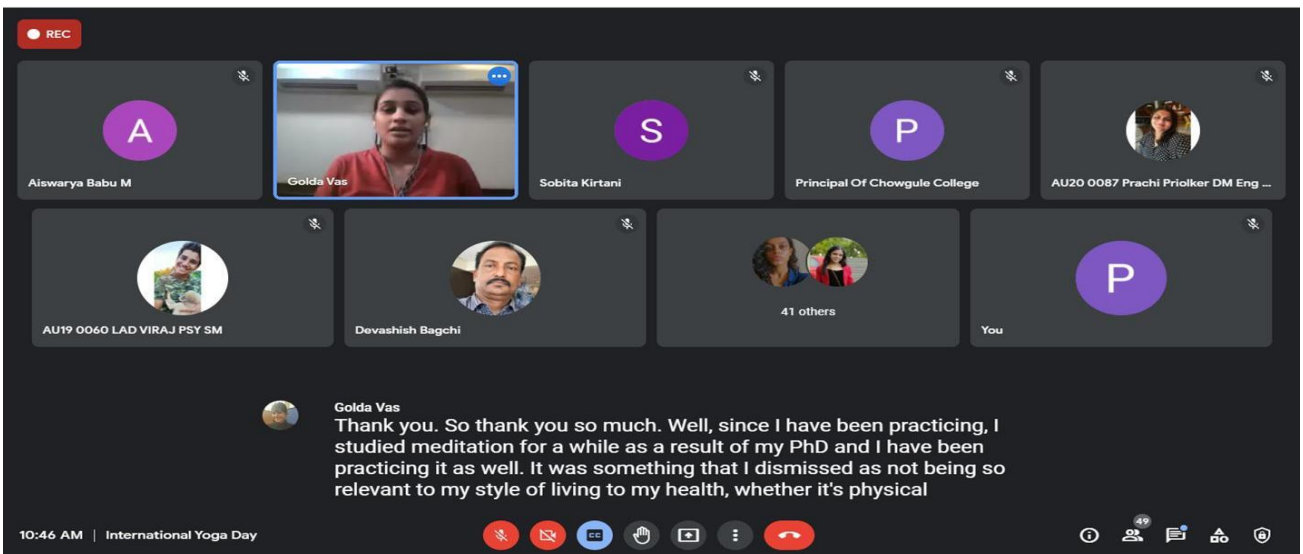 REC
A
Aiswarya Babu M
Golda Vas
S
Sobita Kirtani
P
Principal Of Chowgule College
AU20 0087 Prachi Priolker DM Eng ...
AU19 0060 LAD VIRAJ PSY SM
Devashish Bagchi
41 others
P
You
Golda Vas
Thank you. So thank you so much. Well, since I have been practicing, I
studied meditation for a while as a result of my PhD and I have been
practicing it as well. It was something that I dismissed as not being so
relevant to my style of living to my health, whether it's physical
10:46 AM | International Yoga Day
CC
49